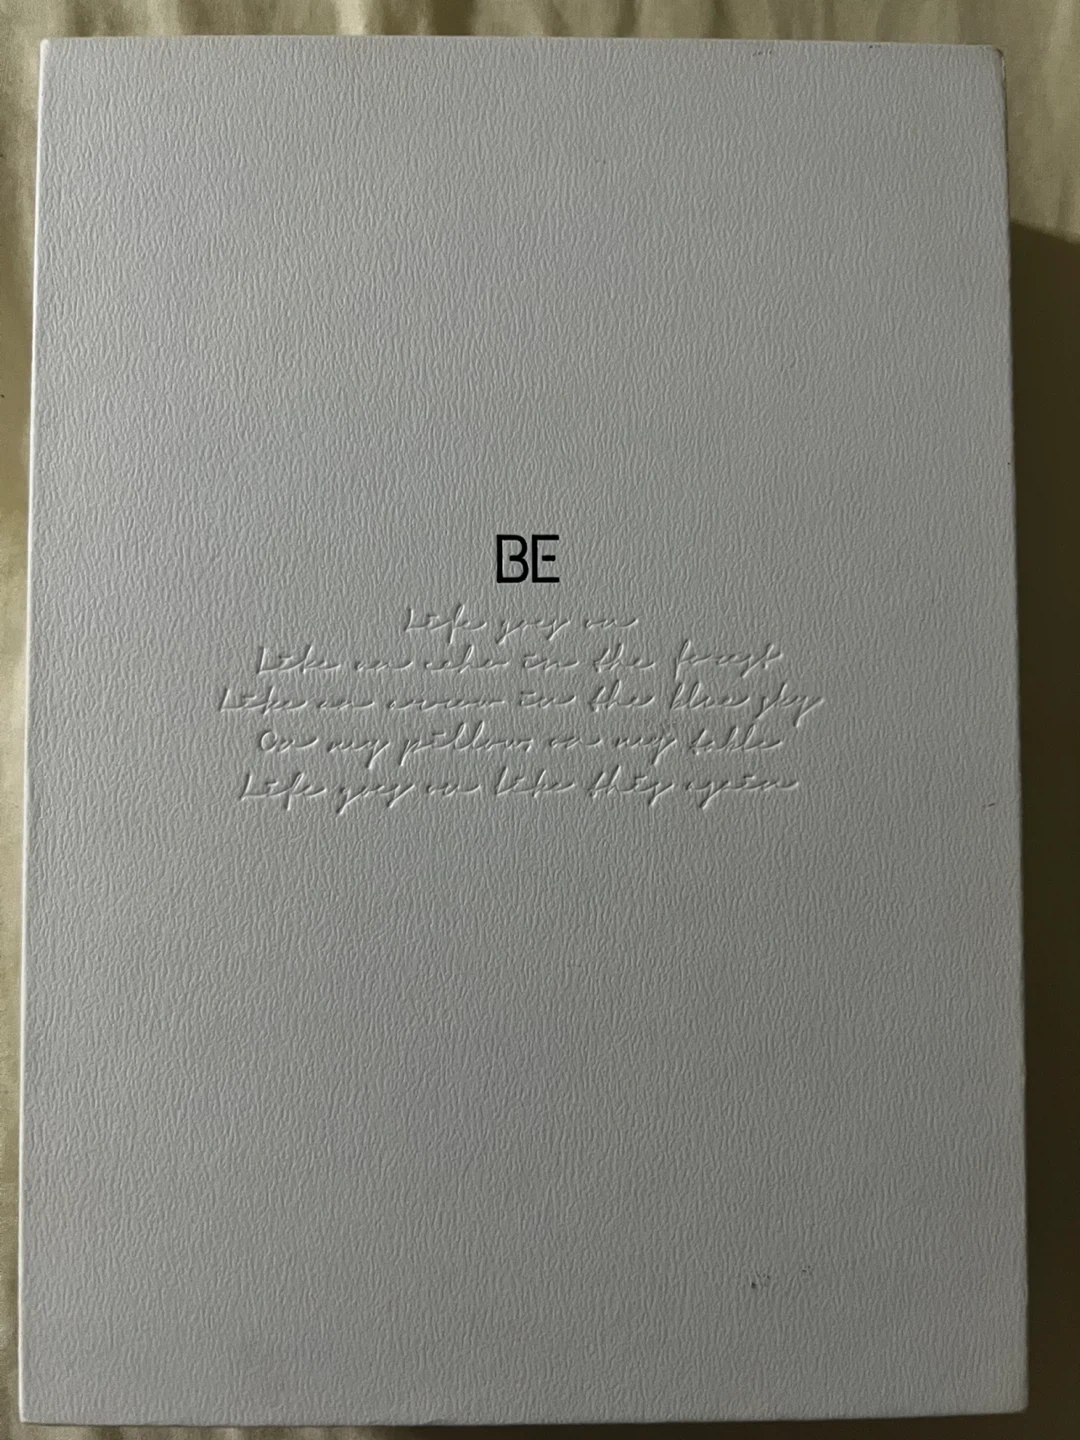 BE
Life goes on
Like an echo in the forest
Like an arrow in the blue sky
On my pillow, on my table
Life goes on like this again